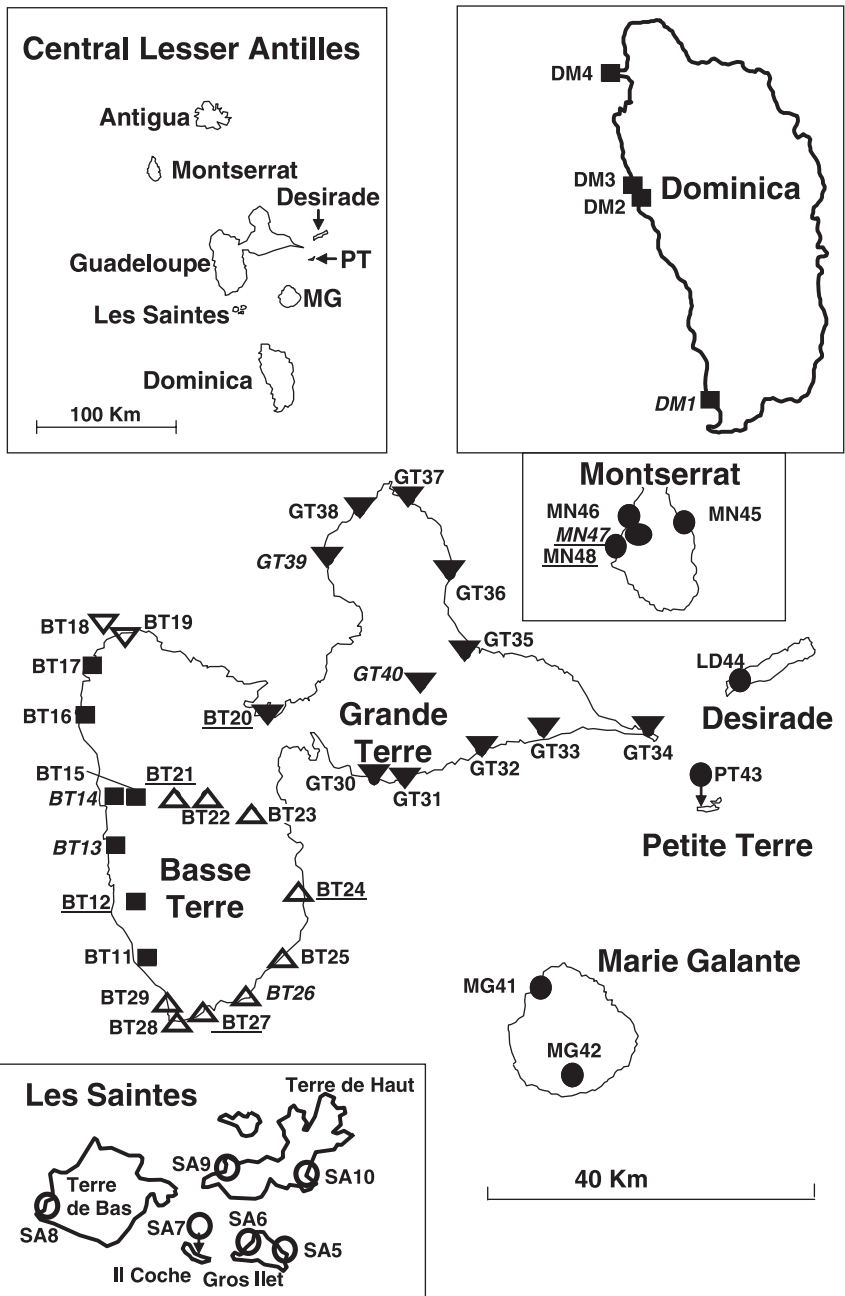 Central Lesser Antilles
Antigua
Montserrat
Desirade
Guadeloupe
PT
MG
Les Saintes
Dominica
100 Km
DM4
DM3
Dominica
DM2
DM1
Montserrat
MN46
MN45
MN47
MN48
GT37
GT38
GT39
GT36
BT18
BT19
GT35
BT17
GT40
LD44
BT16
BT20
Grande
Terre
Desirade
GT33
GT34
GT32
BT15
BT21
GT30
GT31
PT43
BT14
BT22
BT23
BT13
Petite Terre
Basse
Terre
BT24
BT12
BT11
BT25
Marie Galante
MG41
BT29
BT26
BT28
BT27
MG42
Les Saintes
Terre de Haut
SA9
SA10
Terre
de Bas
SA7
SA6
SA8
SA5
Il Coche
Gros Ilet
40 Km